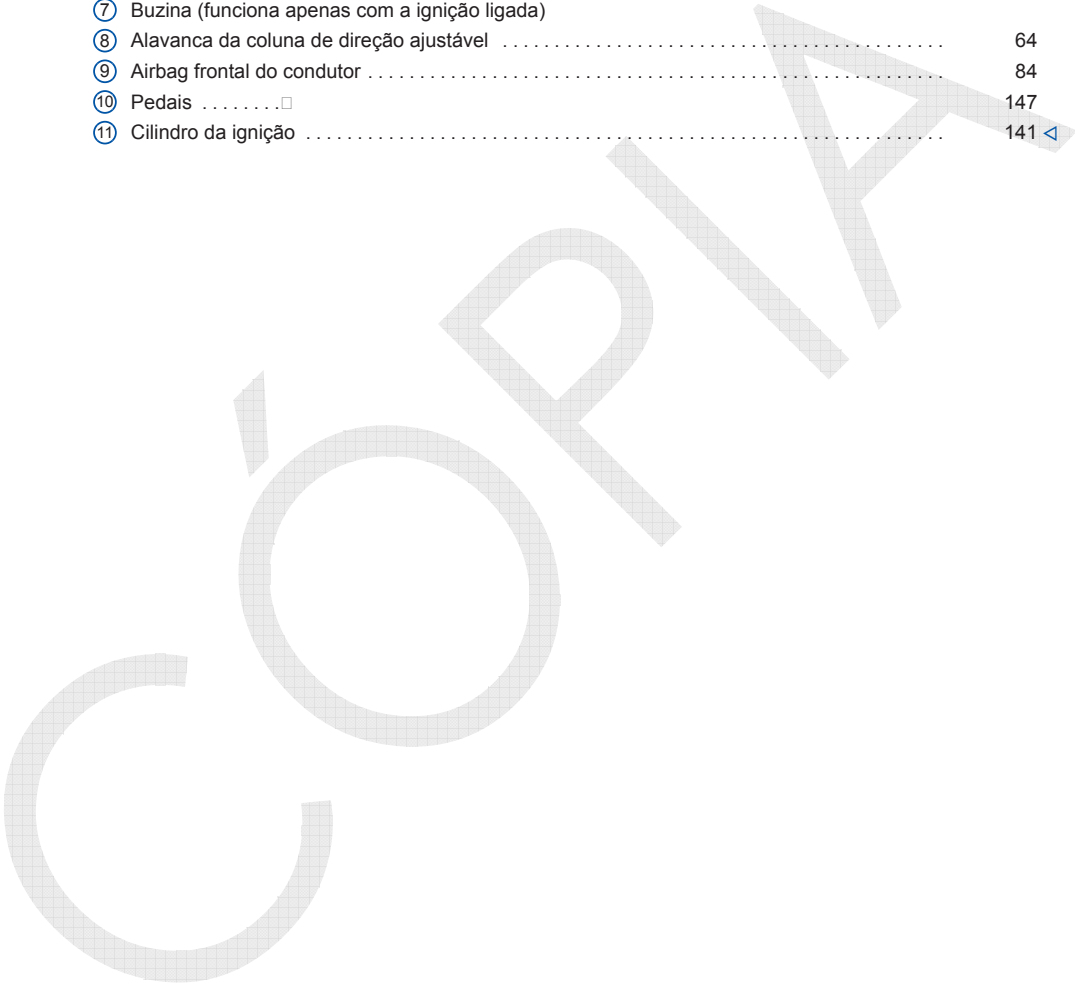 7 Buzina (funciona apenas com a ignição ligada)
8 Alavanca da coluna de direção ajustável . . . . . . . . . . . . . . . . . . . . . . . . . . . . . . . . . . . . . . . . . . 64
9 Airbag frontal do condutor . . . . . . . . . . . . . . . . . . . . . . . . . . . . . . . . . . . . . . . . . . . . . . . . . . . . . . 84
10 Pedais . . . . . . . .□ 147
11 Cilindro da ignição . . . . . . . . . . . . . . . . . . . . . . . . . . . . . . . . . . . . . . . . . . . . . . . . . . . . . . . . . . . . 141 ◁
CÓPIA